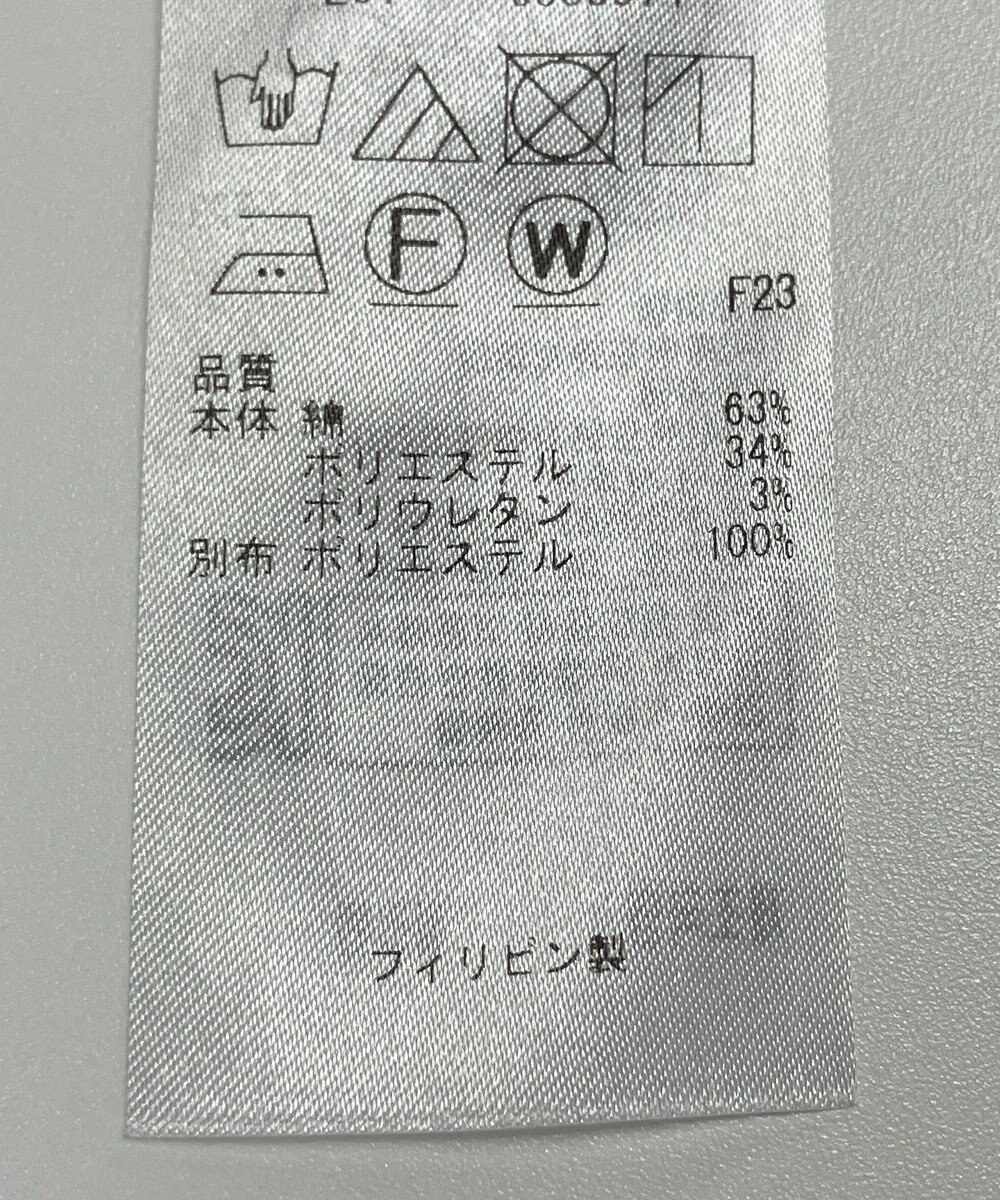 F
W
F23
品質
本体 綿 63%
ポリエステル 34%
ポリウレタン 3%
別布 ポリエステル 100%
フィリピン製